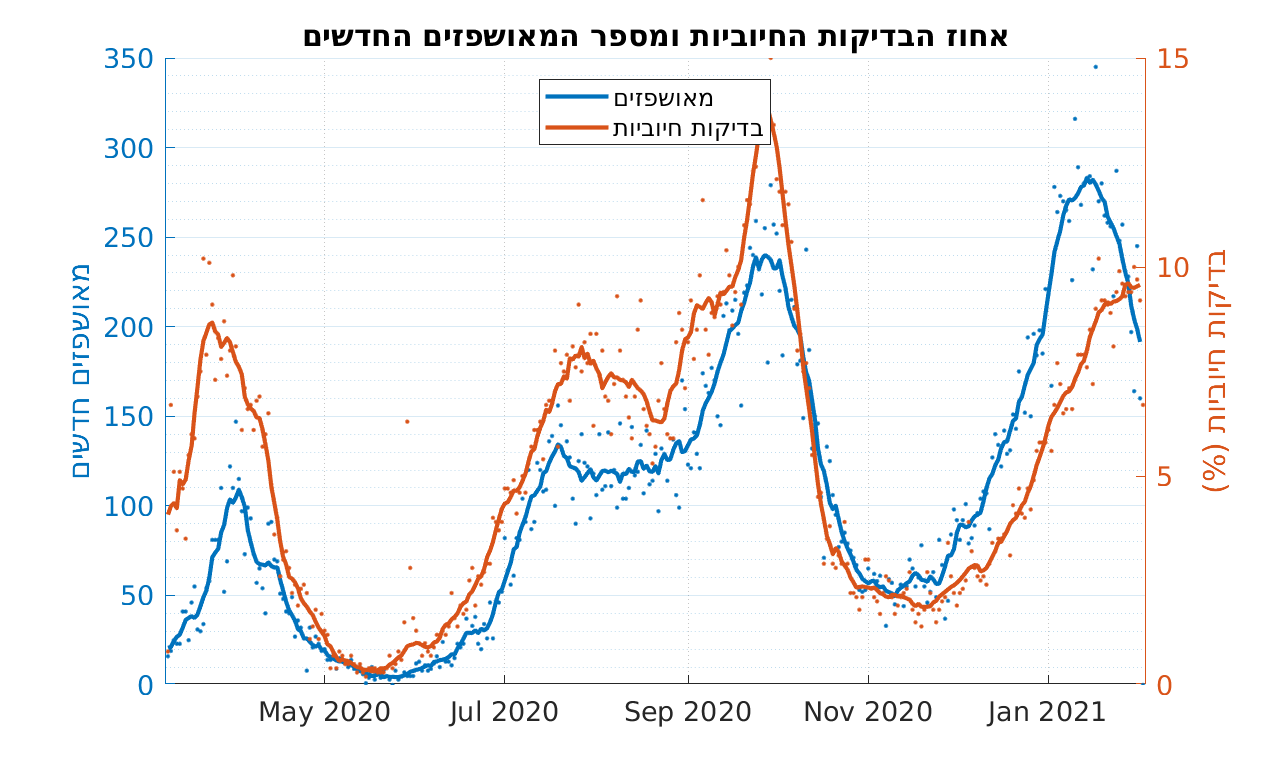 אחוז הבדיקות החיוביות ומספר המאושפזים החדשים
מאושפזים
בדיקות חיוביות
350
300
250
200
150
100
50
0
מאושפזים חדשים
15
10
5
0
בדיקות חיוביות (%)
May 2020
Jul 2020
Sep 2020
Nov 2020
Jan 2021